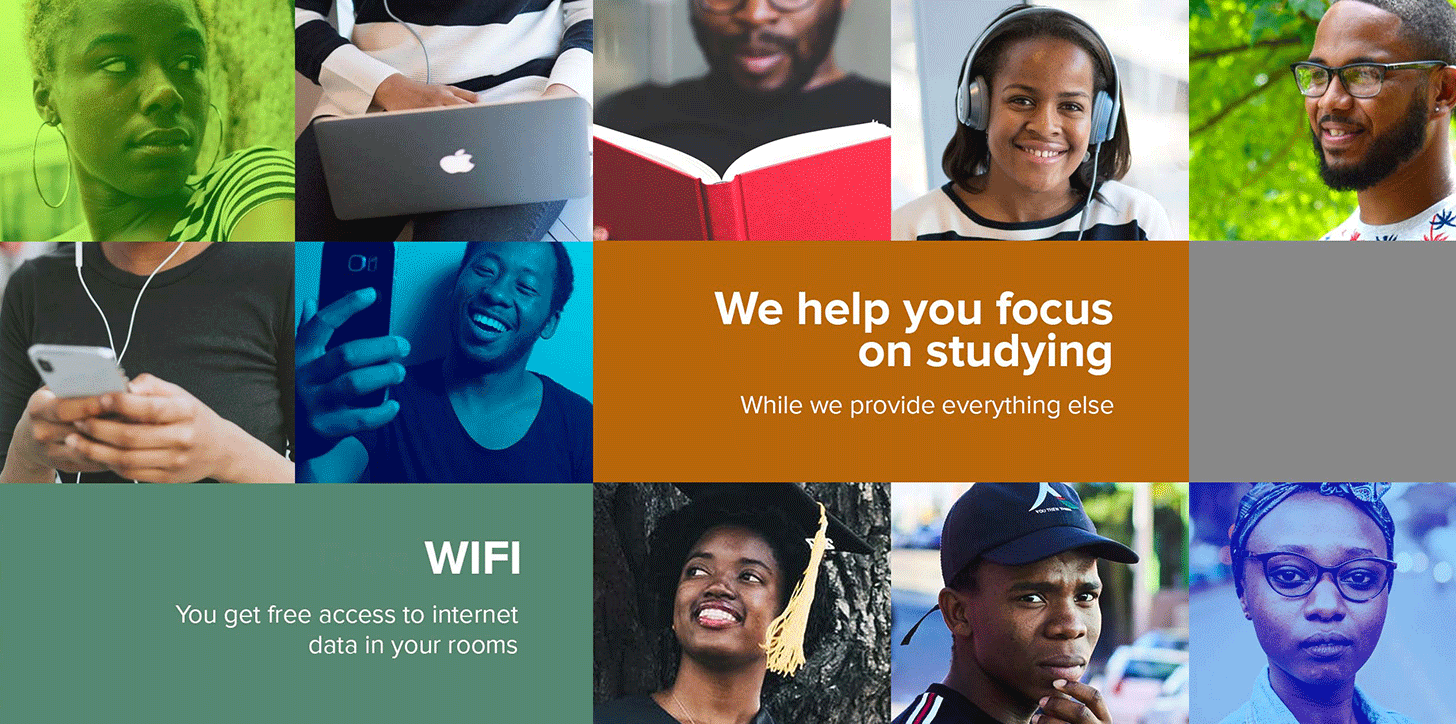 We help you focus
on studying
While we provide everything else
WIFI
You get free access to internet
data in your rooms